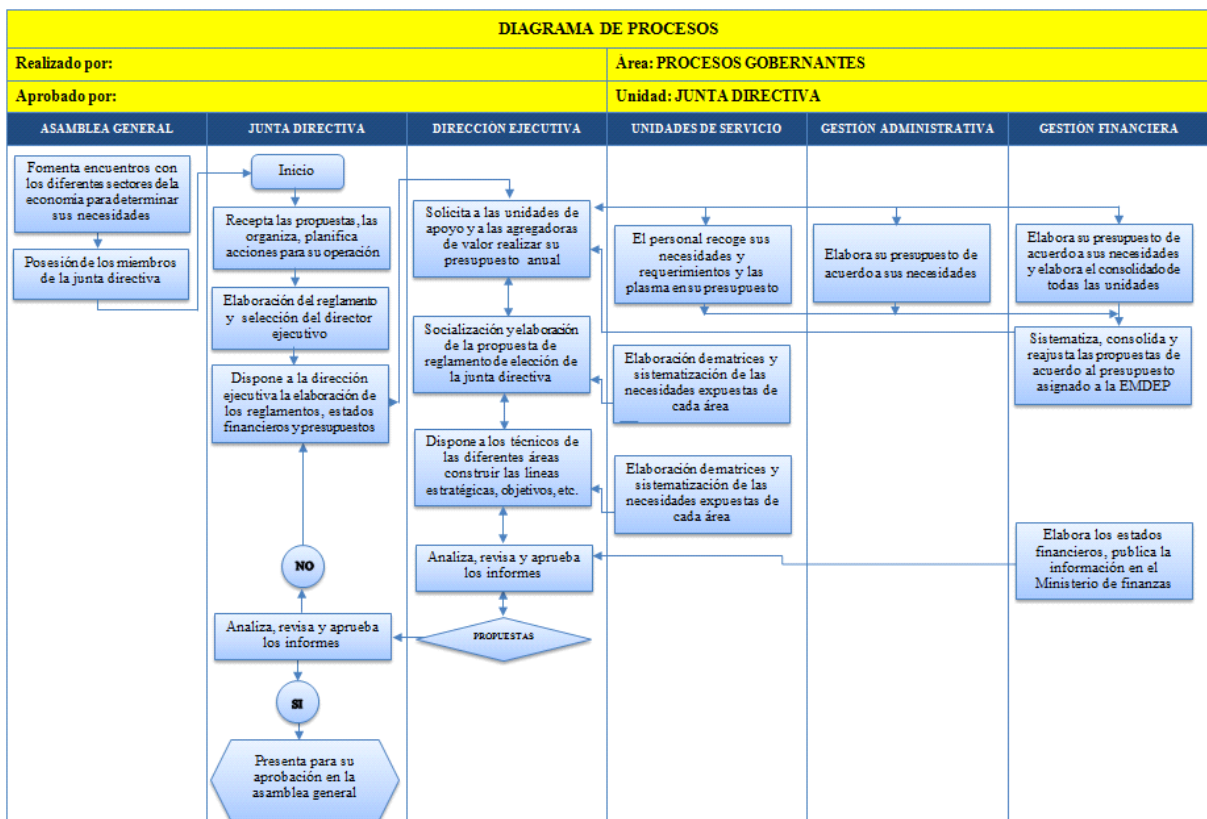 DIAGRAMA DE PROCESOS
Realizado por:
Área: PROCESOS GOBERNANTES
Aprobado por:
Unidad: JUNTA DIRECTIVA
ASAMBLEA GENERAL
JUNTA DIRECTIVA
DIRECCIÓN EJECUTIVA
UNIDADES DE SERVICIO
GESTIÓN ADMINISTRATIVA
GESTIÓN FINANCIERA
Fomenta encuentros con
los diferentes sectores de la
economía para determinar
sus necesidades
Posesión de los miembros
de la junta directiva
Inicio
Recepta las propuestas, las
organiza, planifica
acciones para su operación
Elaboración del reglamento
y selección del director
ejecutivo
Dispone a la dirección
ejecutiva la elaboración de
los reglamentos, estados
financieros y presupuestos
NO
Analiza, revisa y aprueba
los informes
SI
Presenta para su
aprobación en la
asamblea general
Solicita a las unidades de
apoyo y a las agregadoras
de valor realizar su
presupuesto anual
Socialización y elaboración
de la propuesta de
reglamento de elección de
la junta directiva
Dispone a los técnicos de
las diferentes áreas
construir las líneas
estratégicas, objetivos, etc.
Analiza, revisa y aprueba
los informes
PROPUESTAS
El personal recoge sus
necesidades y
requerimientos y las
plasma en su presupuesto
Elaboración de matrices y
sistematización de las
necesidades expuestas de
cada área
Elaboración de matrices y
sistematización de las
necesidades expuestas de
cada área
Elabora su presupuesto de
acuerdo a sus necesidades
Elabora su presupuesto de
acuerdo a sus necesidades
y elabora el consolidado de
todas las unidades
Sistematiza, consolida y
reajusta las propuestas de
acuerdo al presupuesto
asignado a la EMDEP
Elabora los estados
financieros, publica la
información en el
Ministerio de finanzas